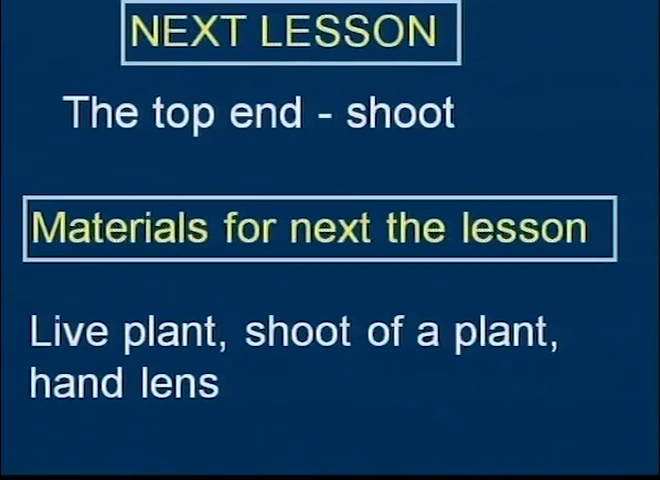 NEXT LESSON
The top end - shoot
Materials for next the lesson
Live plant, shoot of a plant,
hand lens